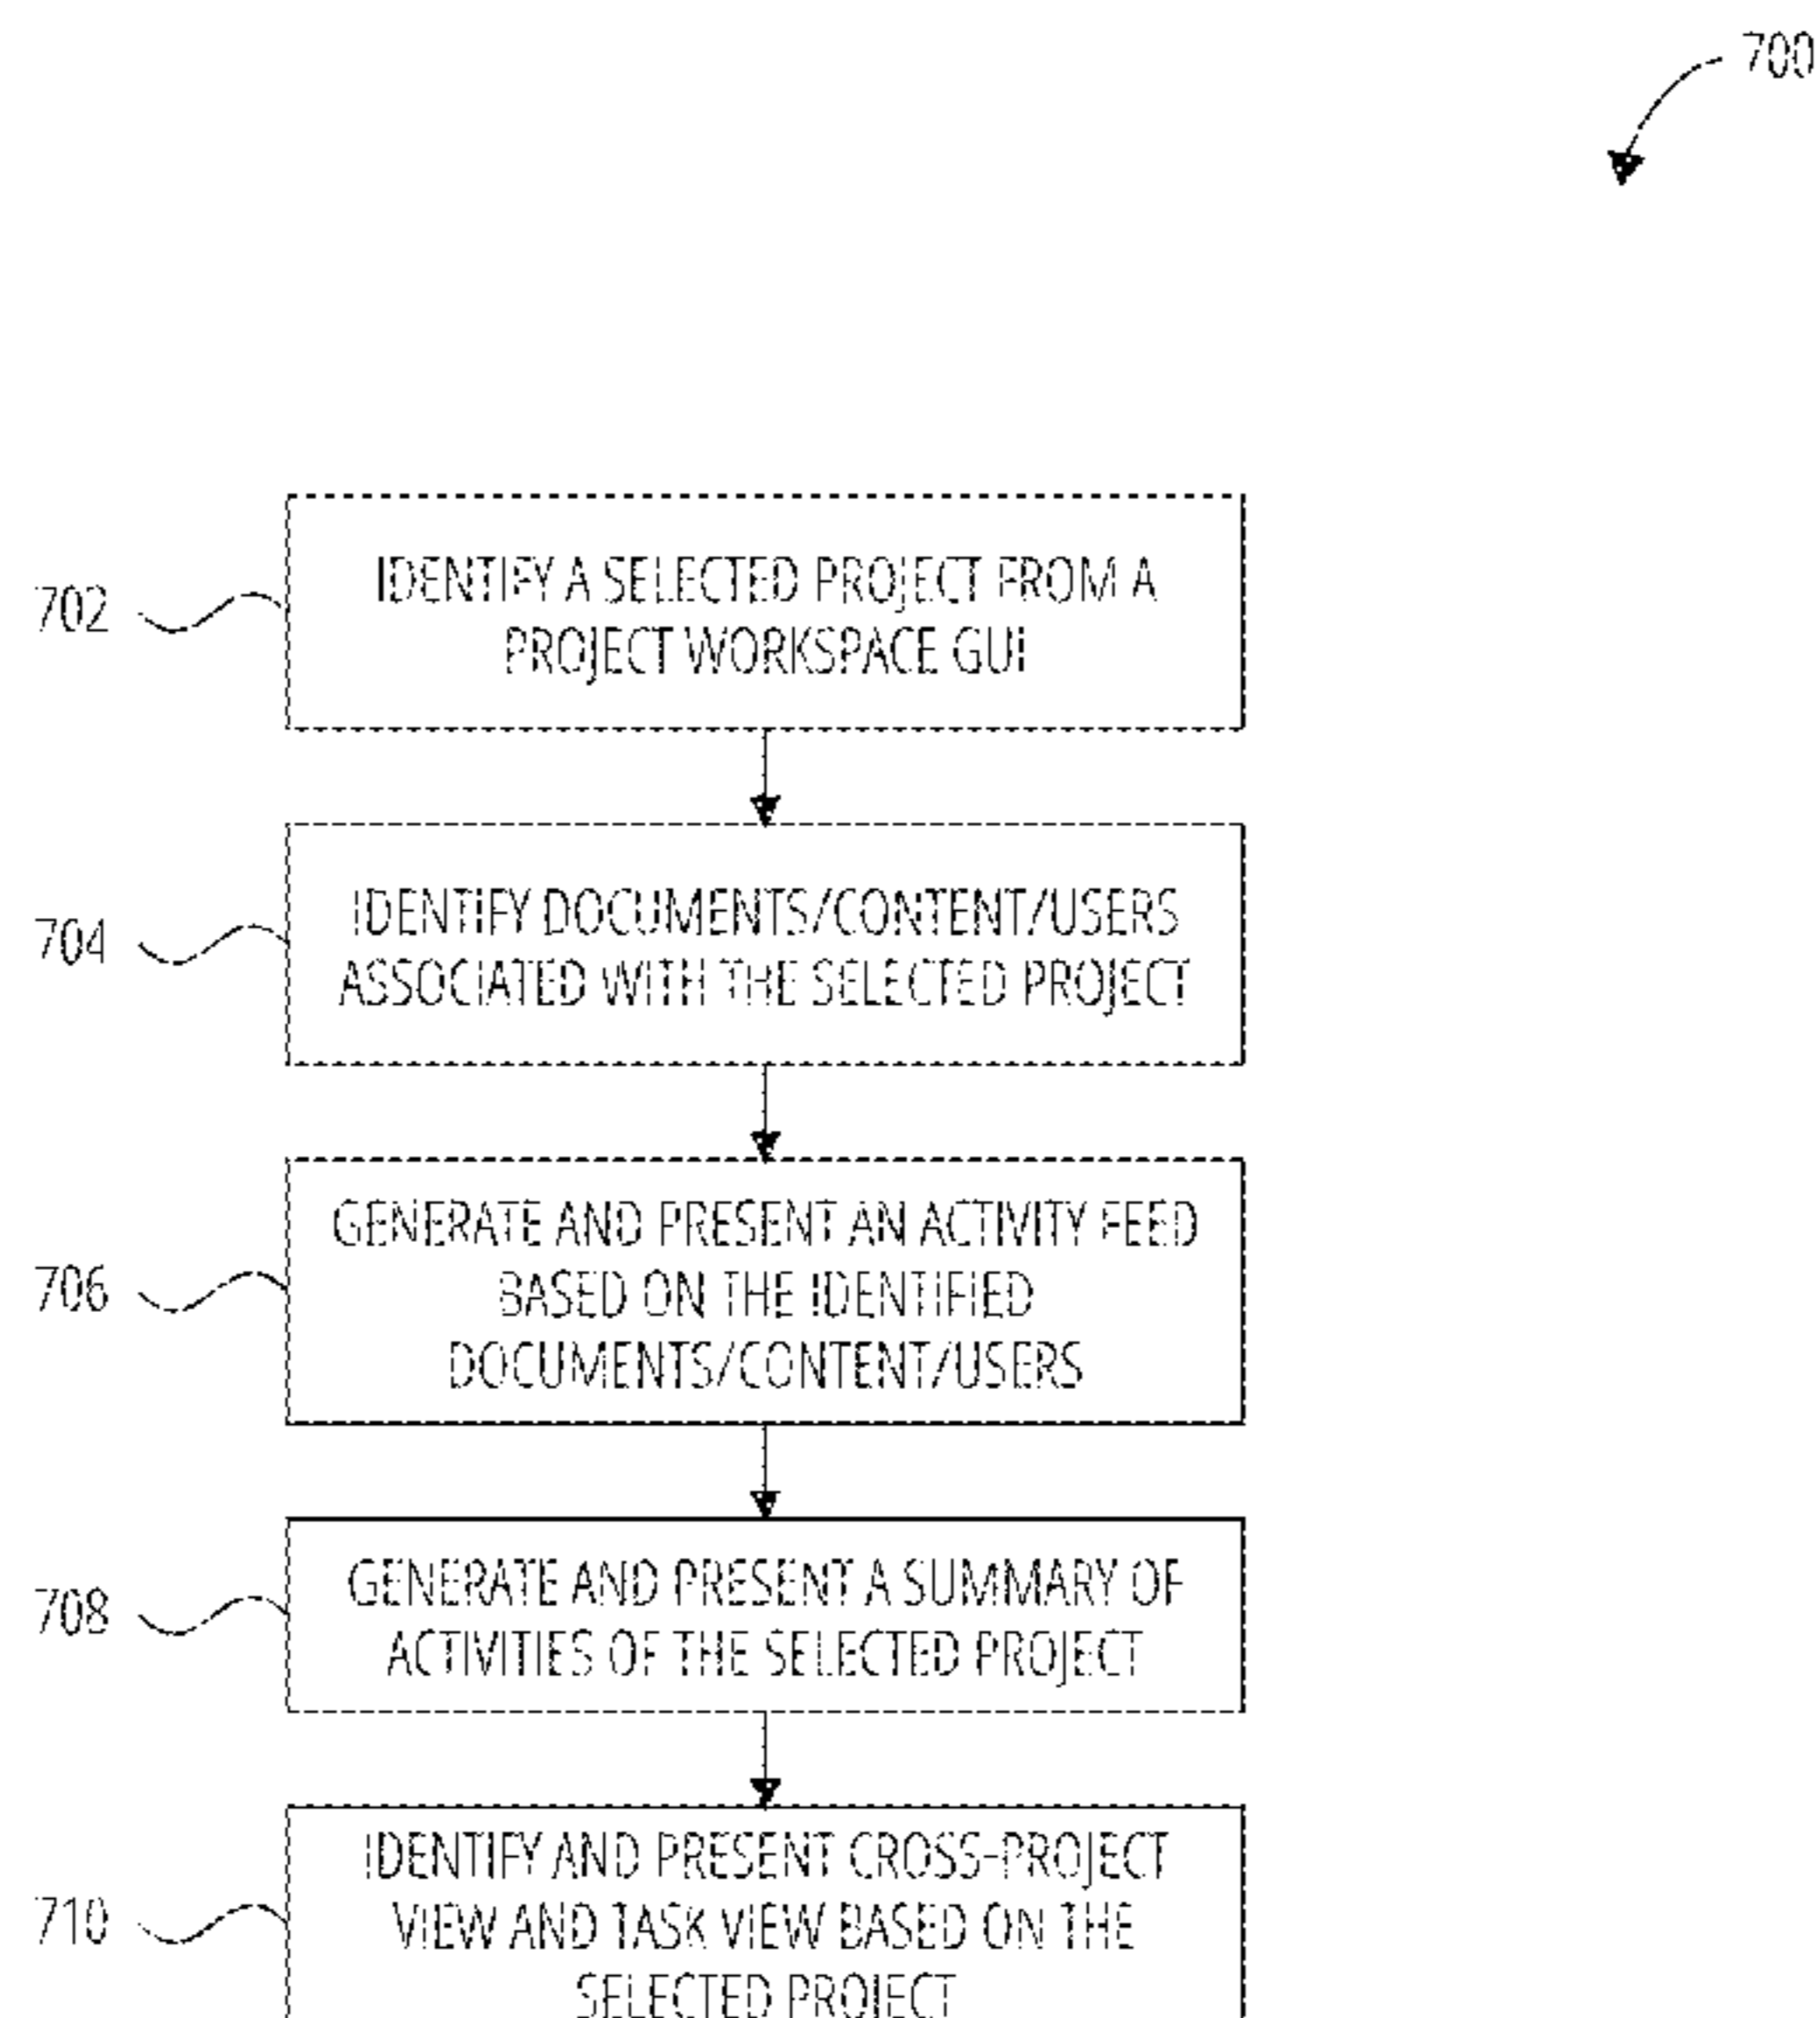 700
702
IDENTIFY A SELECTED PROJECT FROM A
PROJECT WORKSPACE GUI
704
IDENTIFY DOCUMENTS/CONTENT/USERS
ASSOCIATED WITH THE SELECTED PROJECT
706
GENERATE AND PRESENT AN ACTIVITY FEED
BASED ON THE IDENTIFIED
DOCUMENTS/CONTENT/USERS
708
GENERATE AND PRESENT A SUMMARY OF
ACTIVITIES OF THE SELECTED PROJECT
710
IDENTIFY AND PRESENT CROSS-PROJECT
VIEW AND TASK VIEW BASED ON THE
SELECTED PROJECT